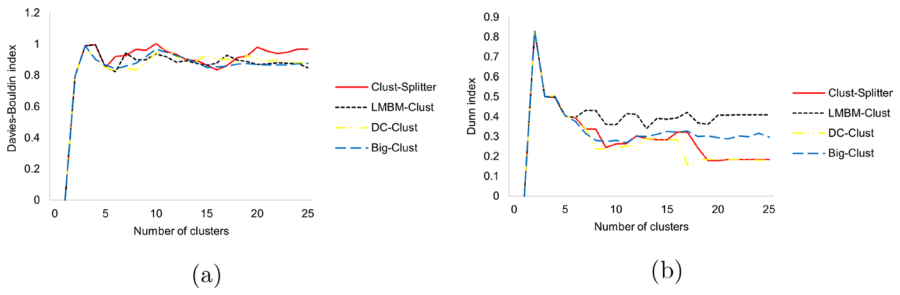 Davies-Bouldin index
1.2
1
0.8
0.6
0.4
0.2
0
0 5 10 15 20 25
Number of clusters
Clust-Splitter
LMBM-Clust
DC-Clust
Big-Clust
(a)
Dunn index
0.9
0.8
0.7
0.6
0.5
0.4
0.3
0.2
0.1
0
0 5 10 15 20 25
Number of clusters
Clust-Splitter
LMBM-Clust
DC-Clust
Big-Clust
(b)